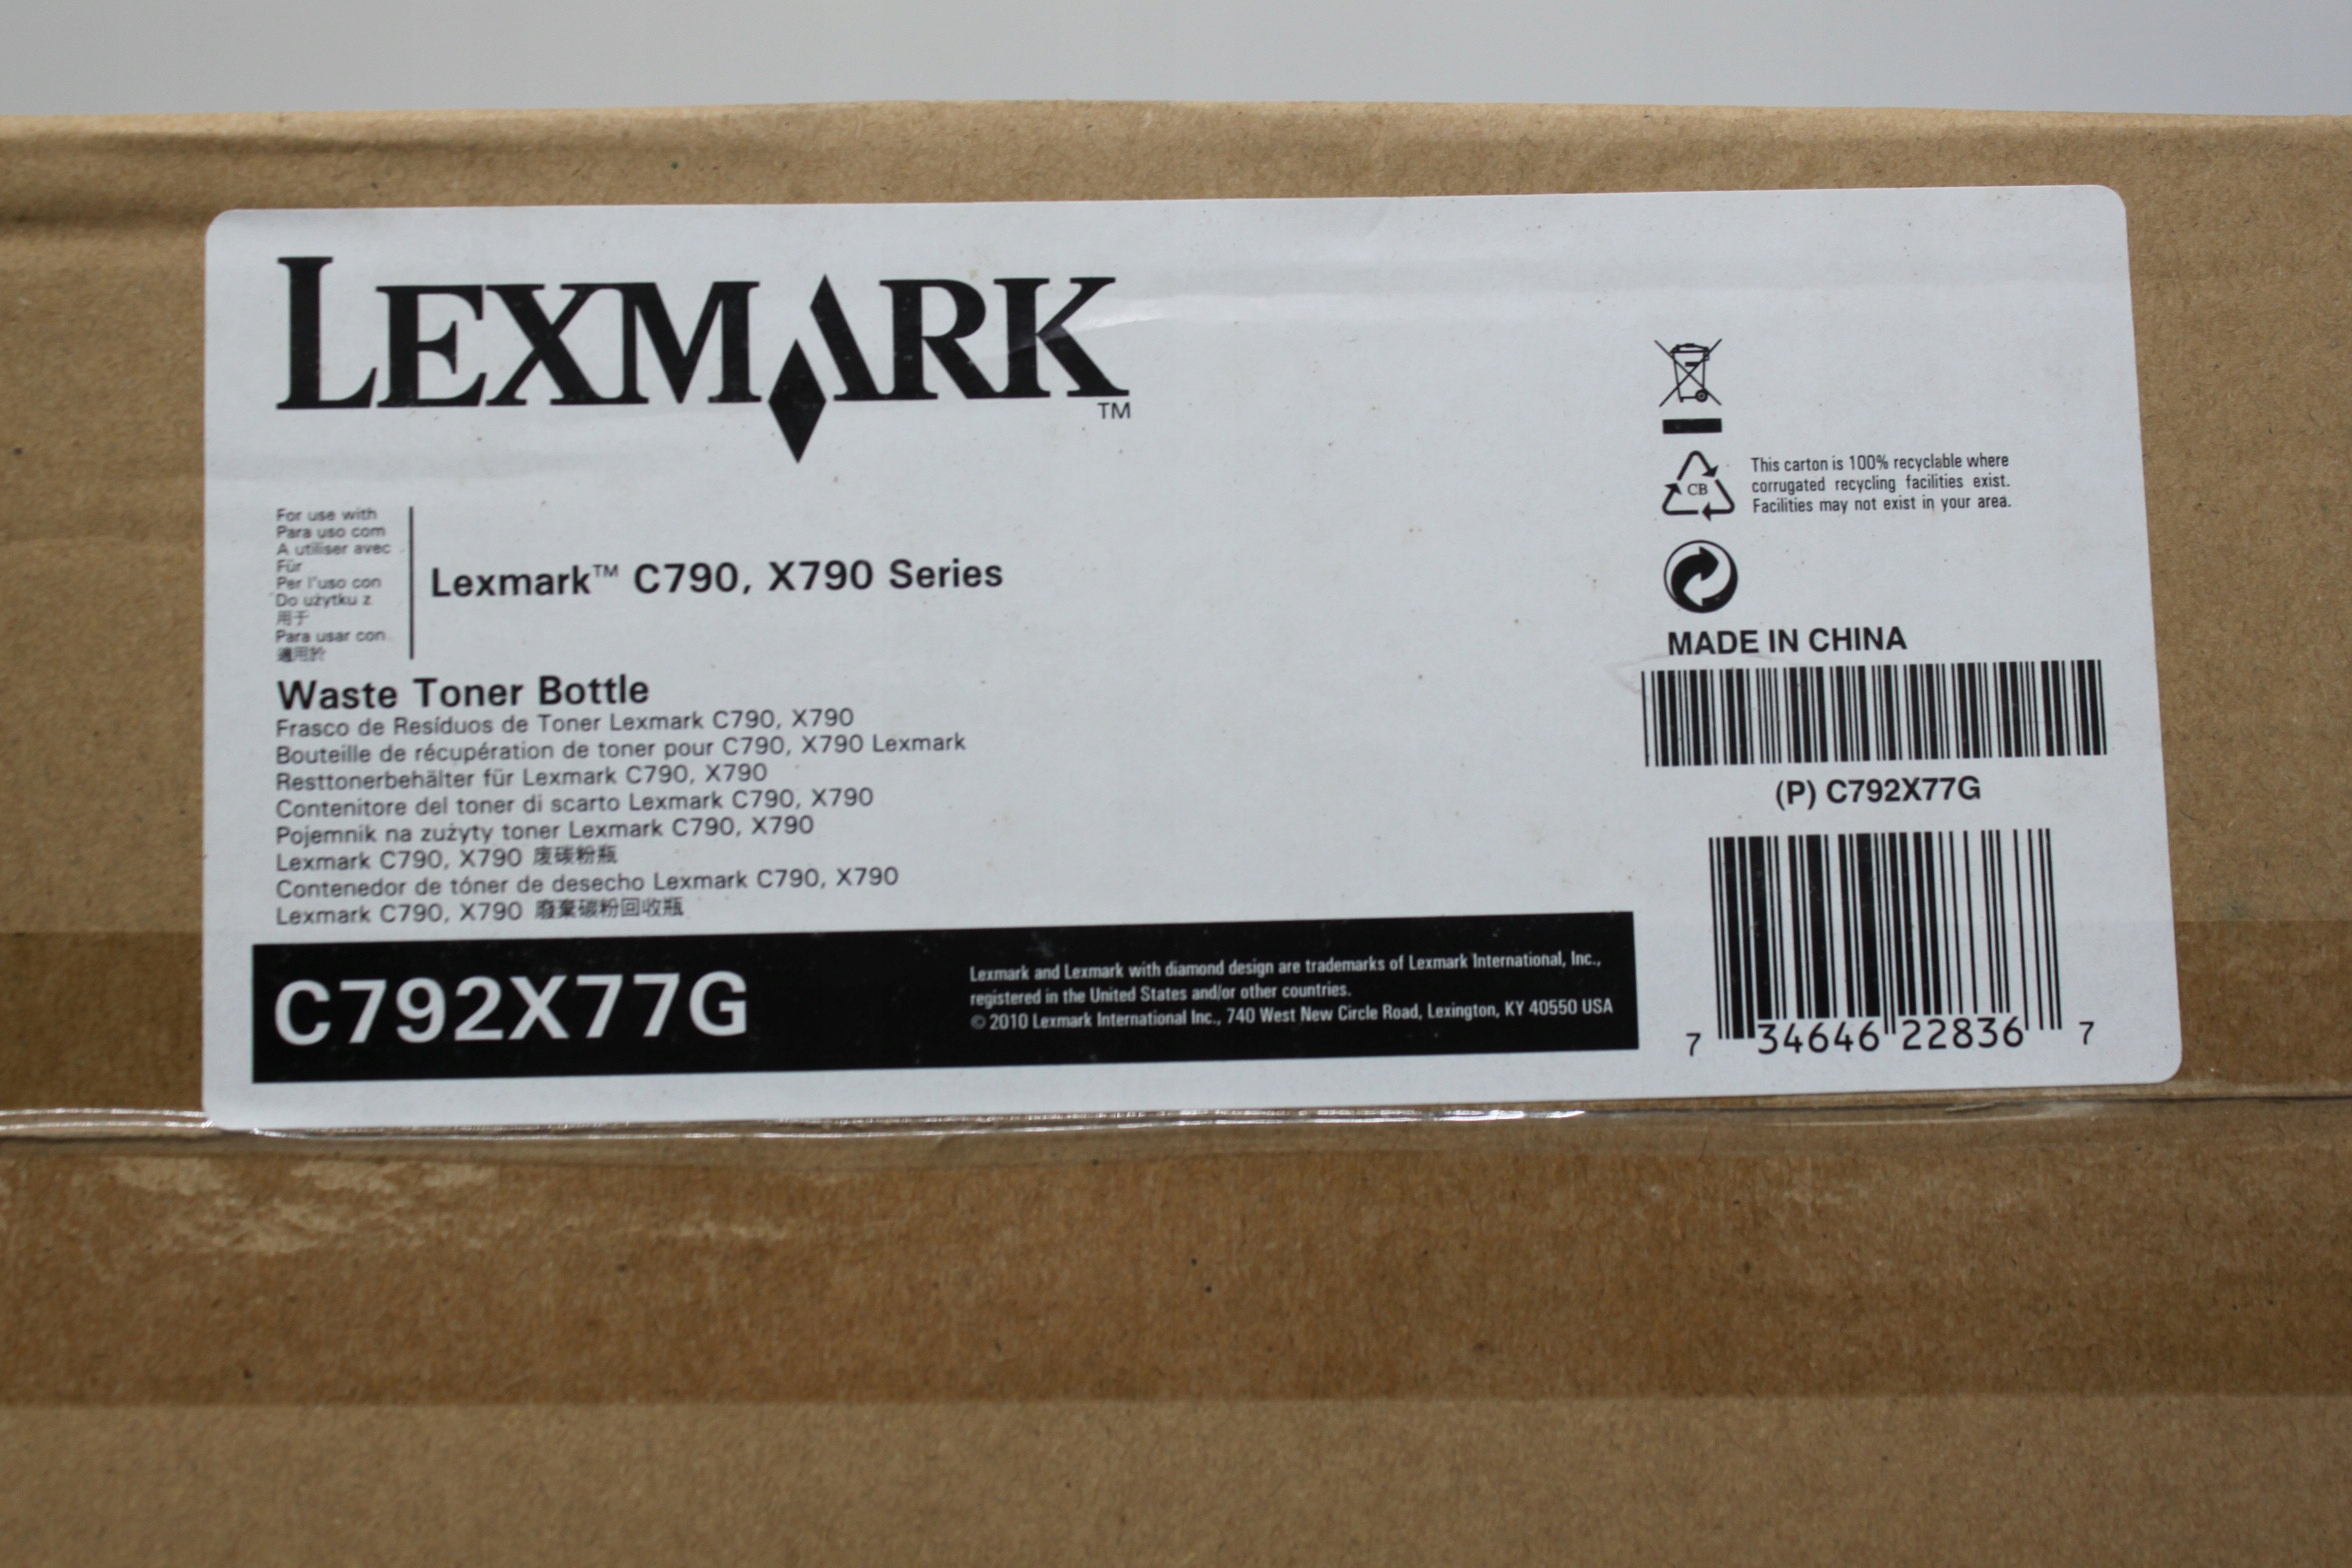 LEXMARK™
For use with
Para uso com
A utiliser avec
Für
Per l'uso con
Do użytku z
用于
Para usar con
適用於
Lexmark™ C790, X790 Series
Waste Toner Bottle
Frasco de Resíduos de Toner Lexmark C790, X790
Bouteille de récupération de toner pour C790, X790 Lexmark
Resttonerbehälter für Lexmark C790, X790
Contenitore del toner di scarto Lexmark C790, X790
Pojemnik na zużyty toner Lexmark C790, X790
Lexmark C790, X790 废碳粉瓶
Contenedor de tóner de desecho Lexmark C790, X790
Lexmark C790, X790 廢棄碳粉回收瓶
C792X77G
Lexmark and Lexmark with diamond design are trademarks of Lexmark International, Inc.,
registered in the United States and/or other countries.
© 2010 Lexmark International Inc., 740 West New Circle Road, Lexington, KY 40550 USA
CB
This carton is 100% recyclable where
corrugated recycling facilities exist.
Facilities may not exist in your area.
MADE IN CHINA
(P) C792X77G
7 34646 22836 7